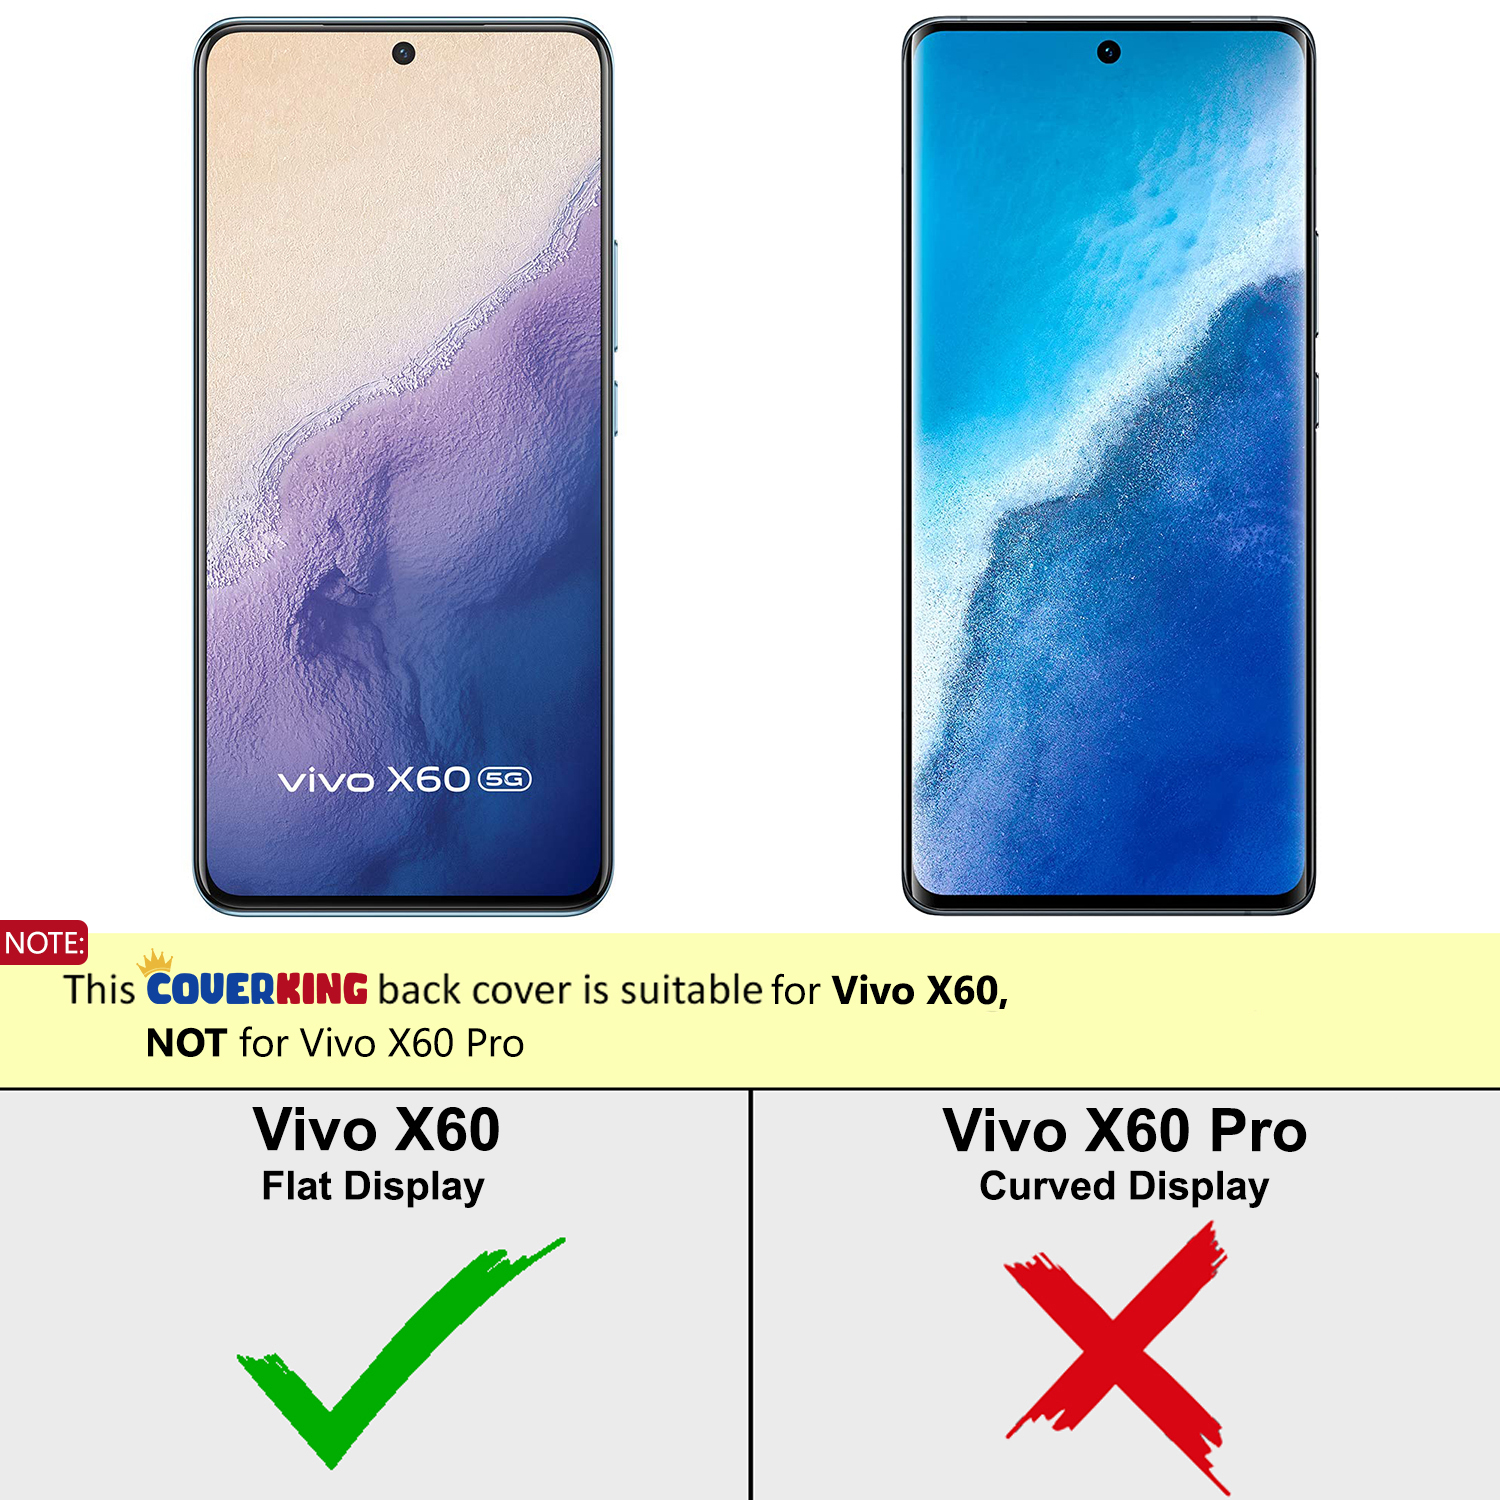 vivo X60 5G
NOTE:
This COVERKING back cover is suitable for Vivo X60,
NOT for Vivo X60 Pro
Vivo X60
Flat Display
Vivo X60 Pro
Curved Display